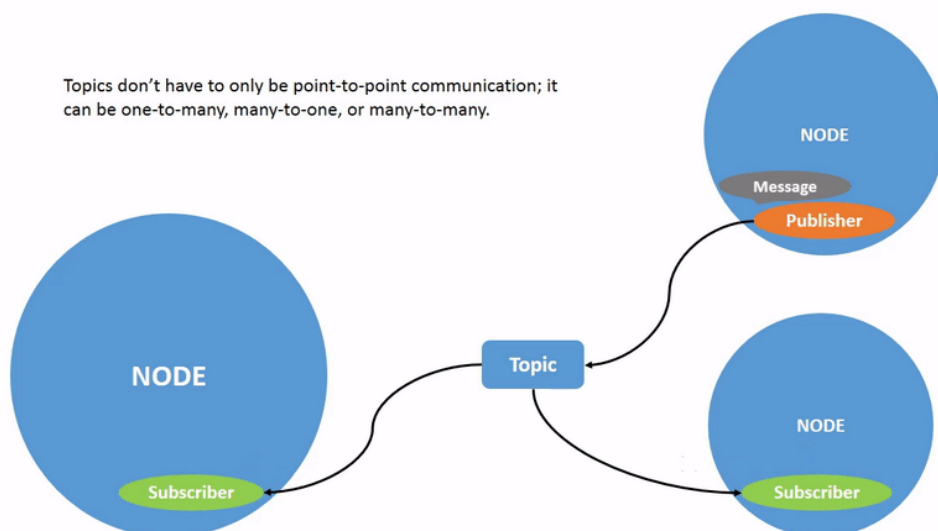 Topics don't have to only be point-to-point communication; it
can be one-to-many, many-to-one, or many-to-many.
NODE
Message
Publisher
NODE
Topic
NODE
Subscriber
Subscriber